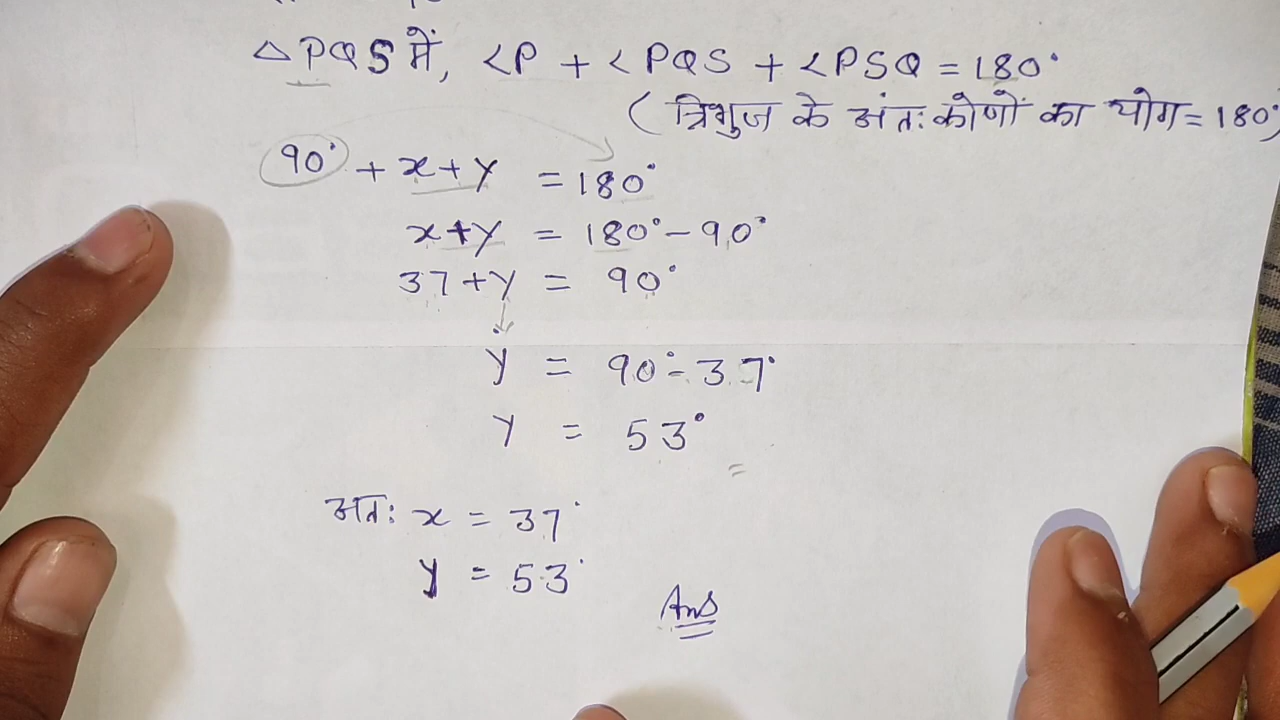 △PQS में, <P + <PQS + <PSQ = 180°
( त्रिभुज के अंतःकोणों का योग = 180°)
90° + x + y = 180°
x + y = 180° - 90°
37 + y = 90°
y = 90° - 37°
y = 53°
अतः x = 37°
y = 53°
Ans